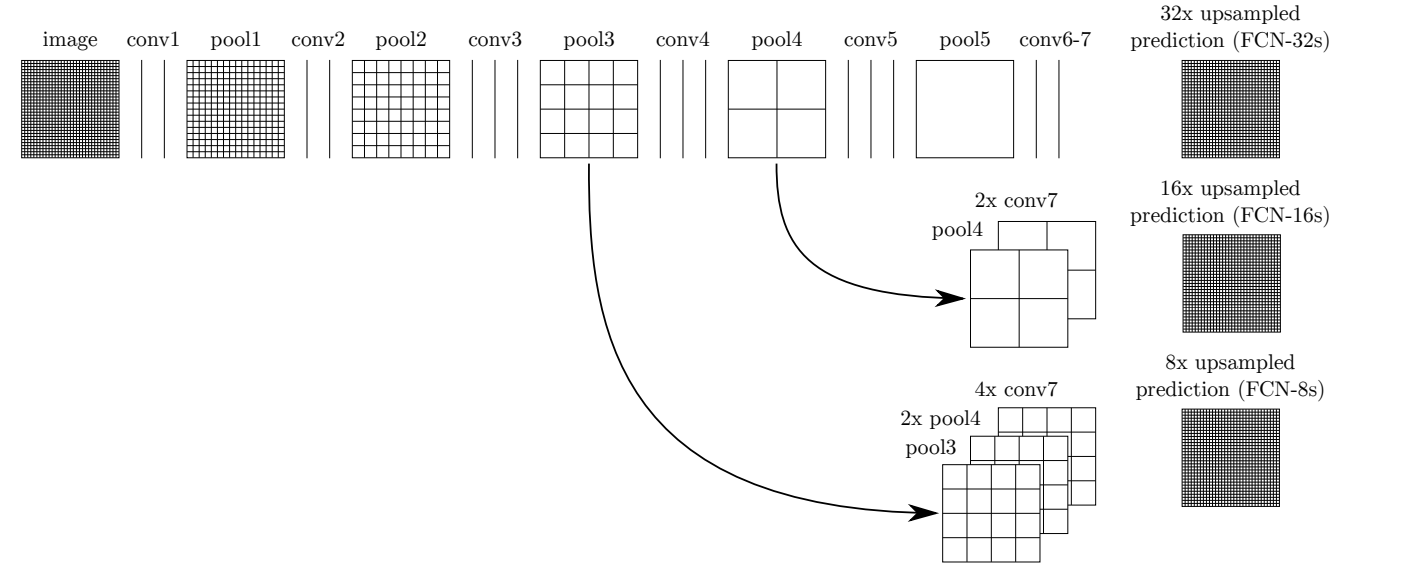 image
conv1
pool1
conv2
pool2
conv3
pool3
conv4
pool4
conv5
pool5
conv6-7
32x upsampled
prediction (FCN-32s)
16x upsampled
prediction (FCN-16s)
2x conv7
pool4
8x upsampled
prediction (FCN-8s)
4x conv7
2x pool4
pool3